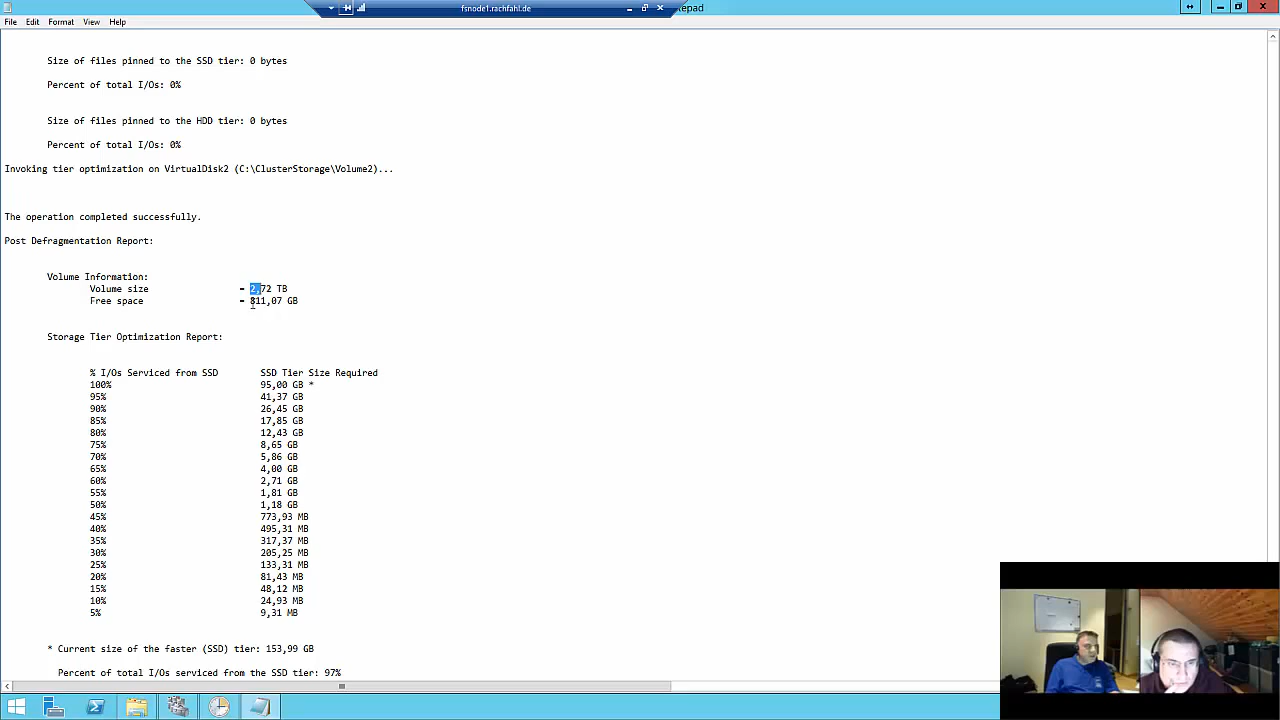 fsnode1.rachfahl.de
epad
File Edit Format View Help
Size of files pinned to the SSD tier: 0 bytes
Percent of total I/Os: 0%
Size of files pinned to the HDD tier: 0 bytes
Percent of total I/Os: 0%
Invoking tier optimization on VirtualDisk2 (C:\ClusterStorage\Volume2)...
The operation completed successfully.
Post Defragmentation Report:
Volume Information:
Volume size = 2,72 TB
Free space = 811,07 GB
Storage Tier Optimization Report:
% I/Os Serviced from SSD SSD Tier Size Required
100% 95,00 GB *
95% 41,37 GB
90% 26,45 GB
85% 17,85 GB
80% 12,43 GB
75% 8,65 GB
70% 5,86 GB
65% 4,00 GB
60% 2,71 GB
55% 1,81 GB
50% 1,18 GB
45% 773,93 MB
40% 495,31 MB
35% 317,37 MB
30% 205,25 MB
25% 133,31 MB
20% 81,43 MB
15% 48,12 MB
10% 24,93 MB
5% 9,31 MB
* Current size of the faster (SSD) tier: 153,99 GB
Percent of total I/Os serviced from the SSD tier: 97%